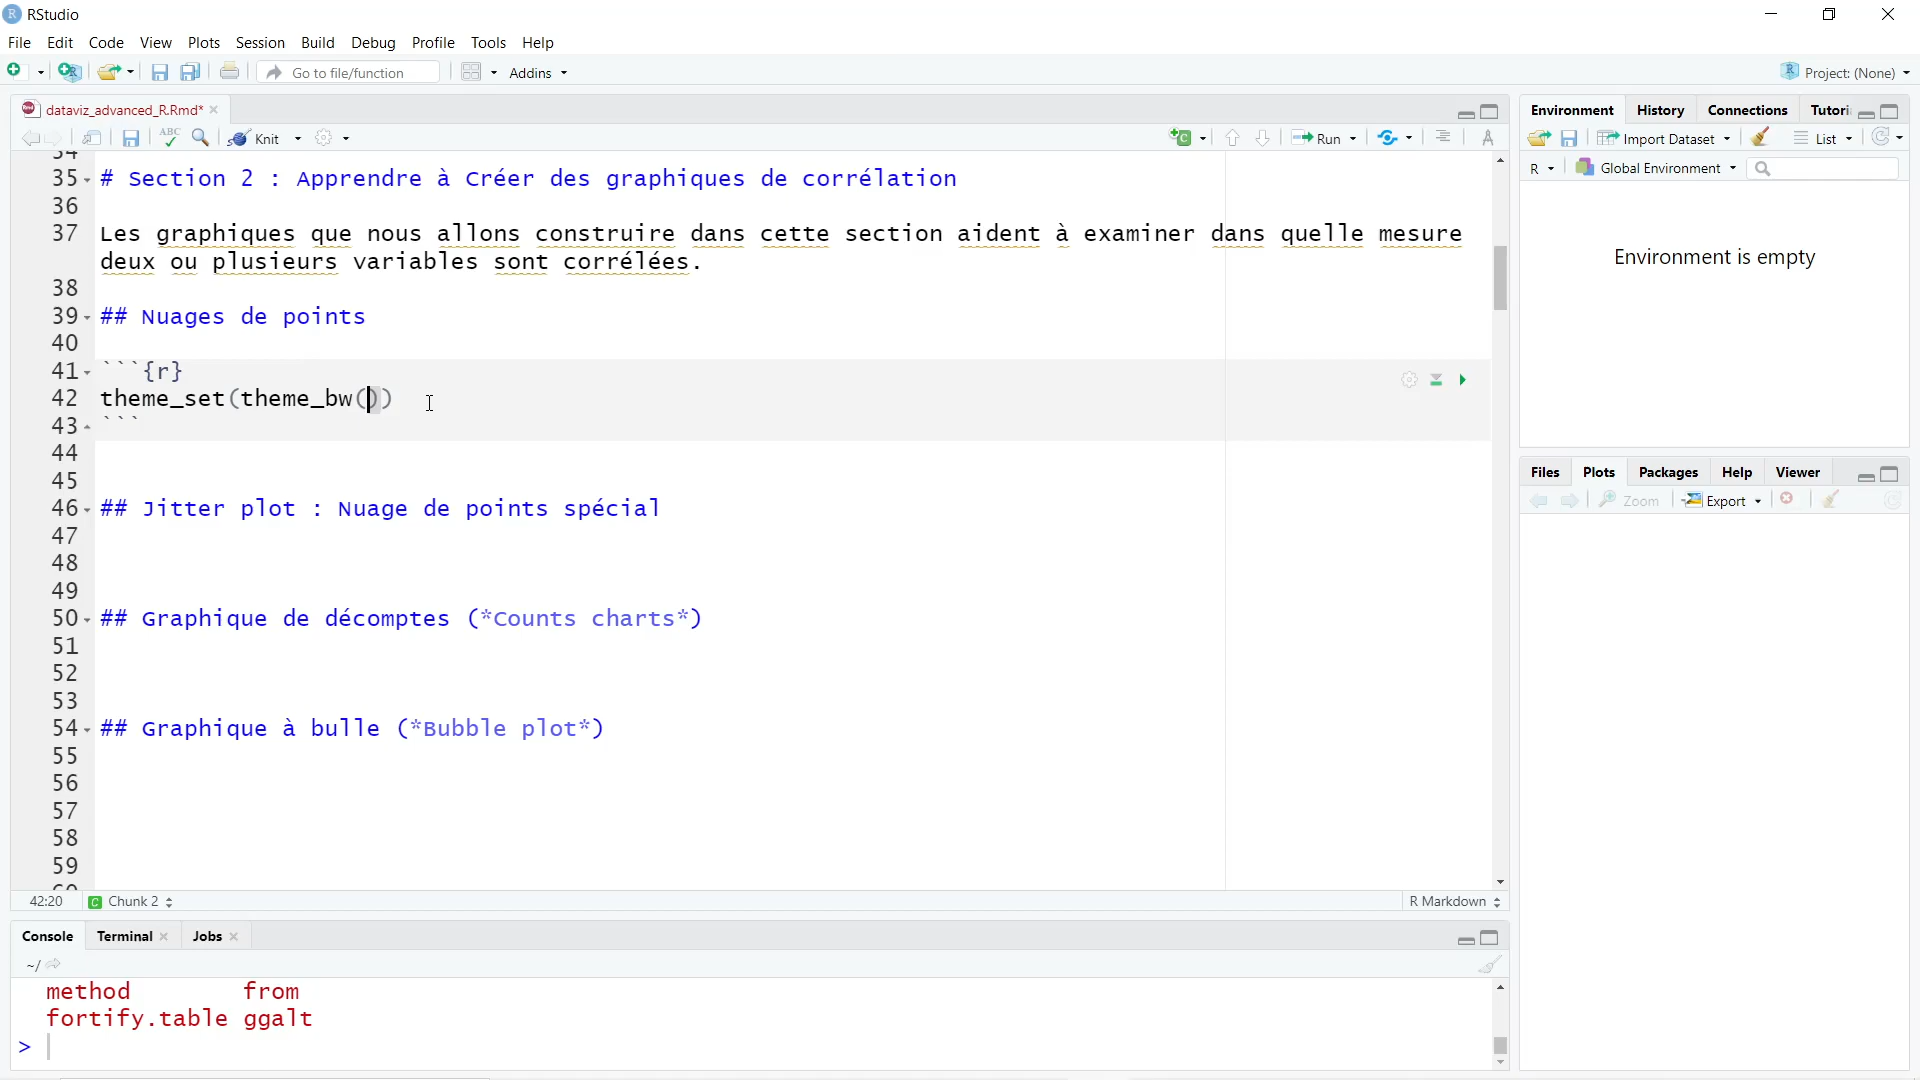 RStudio
File Edit Code View Plots Session Build Debug Profile Tools Help
Go to file/function Addins Project: (None)
dataviz_advanced_R.Rmd*
ABC Knit Run
34
35 # Section 2 : Apprendre à Créer des graphiques de corrélation
36
37 Les graphiques que nous allons construire dans cette section aident à examiner dans quelle mesure
deux ou plusieurs variables sont corrélées.
38
39 ## Nuages de points
40
41 ```{r}
42 theme_set(theme_bw())
43 ```
44
45
46 ## Jitter plot : Nuage de points spécial
47
48
49
50 ## Graphique de décomptes (*Counts charts*)
51
52
53
54 ## Graphique à bulle (*Bubble plot*)
55
56
57
58
59
60
42:20 Chunk 2 R Markdown
Console Terminal Jobs
~/
method from
fortify.table ggalt
>
Environment History Connections Tutori
Import Dataset List
R Global Environment
Environment is empty
Files Plots Packages Help Viewer
Zoom Export